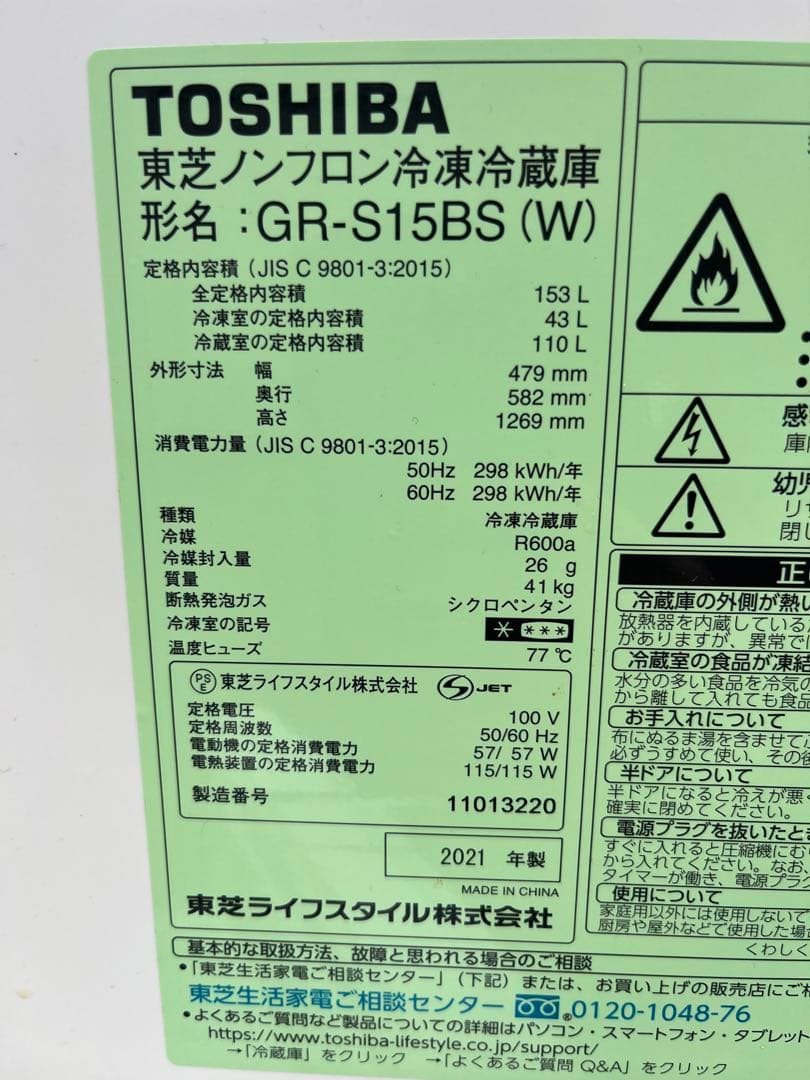 TOSHIBA
東芝ノンフロン冷凍冷蔵庫
形名：GR-S15BS (W)
定格内容積（JIS C 9801-3:2015）
全定格内容積 153 L
冷凍室の定格内容積 43 L
冷蔵室の定格内容積 110 L
外形寸法 幅 479 mm
奥行 582 mm
高さ 1269 mm
消費電力量（JIS C 9801-3:2015）
50Hz 298 kWh/年
60Hz 298 kWh/年
種類 冷凍冷蔵庫
冷媒 R600a
冷媒封入量 26 g
質量 41 kg
断熱発泡ガス シクロペンタン
冷凍室の記号
温度ヒューズ 77 ℃
PSE 東芝ライフスタイル株式会社 JET
定格電圧 100 V
定格周波数 50/60 Hz
電動機の定格消費電力 57/ 57 W
電熱装置の定格消費電力 115/115 W
製造番号 11013220
2021 年製
MADE IN CHINA
東芝ライフスタイル株式会社
感
庫
幼児
閉し
正
冷蔵庫の外側が熱い
放熱器を内蔵している
がありますが、異常で
冷蔵室の食品が凍結
水分の多い食品を冷気の
から離して入れても食品
お手入れについて
布にぬるま湯を含ませて
必ずうすめて使い、その後
半ドアについて
半ドアになると冷えが悪く
確実に閉めてください。
電源プラグを抜いたとき
すぐに入れると圧縮機にむ
から入れてください。なお、
タイマーが働き、電源プラグ
使用について
家庭用以外には使用しないで
厨房や屋外などで使用した場合
くわしく
基本的な取扱方法、故障と思われる場合のご相談
•「東芝生活家電ご相談センター」（下記）または、お買い上げの販売店にご相
東芝生活家電ご相談センター 0120-1048-76
•よくあるご質問など製品についての詳細はパソコン・スマートフォン・タブレット
https://www.toshiba-lifestyle.co.jp/support/
→「冷蔵庫」をクリック →「よくあるご質問 Q&A」をクリック